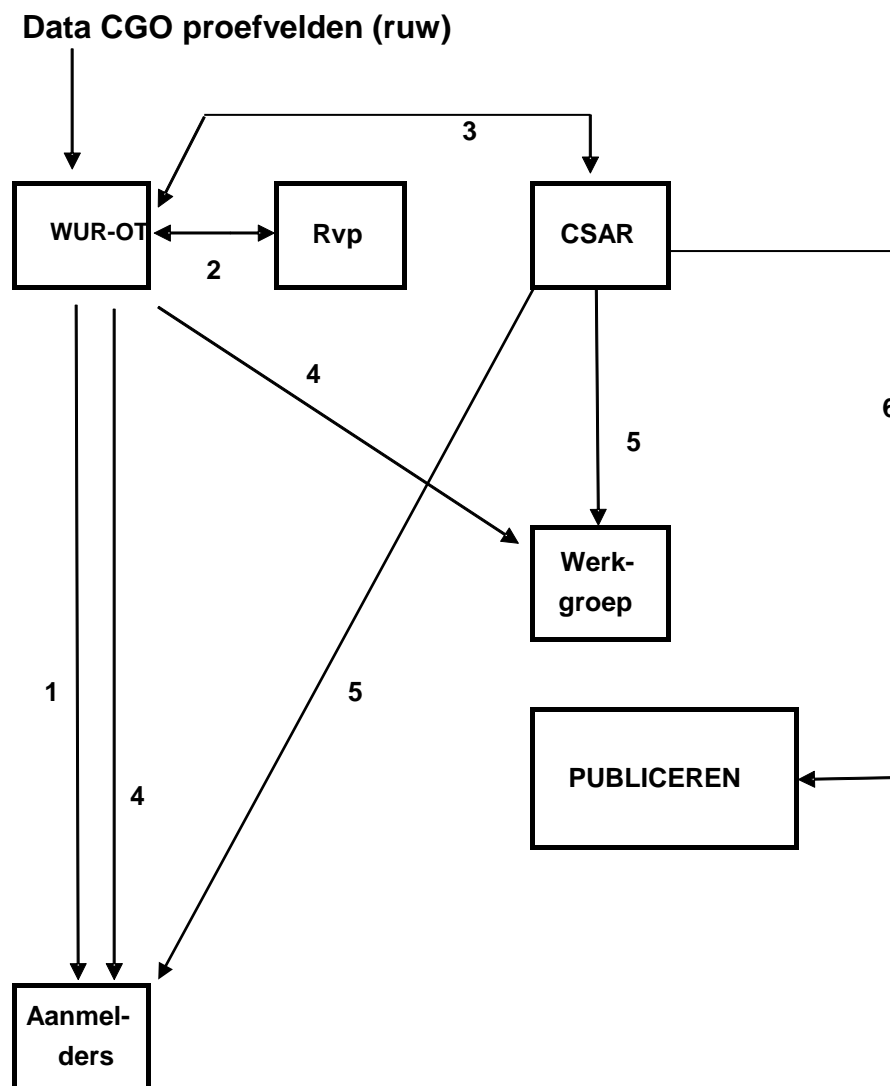 Data CGO proefvelden (ruw)
3
WUR-OT
Rvp
CSAR
2
4
6
5
Werk-
groep
1
5
PUBLICEREN
4
Aanmel-
ders